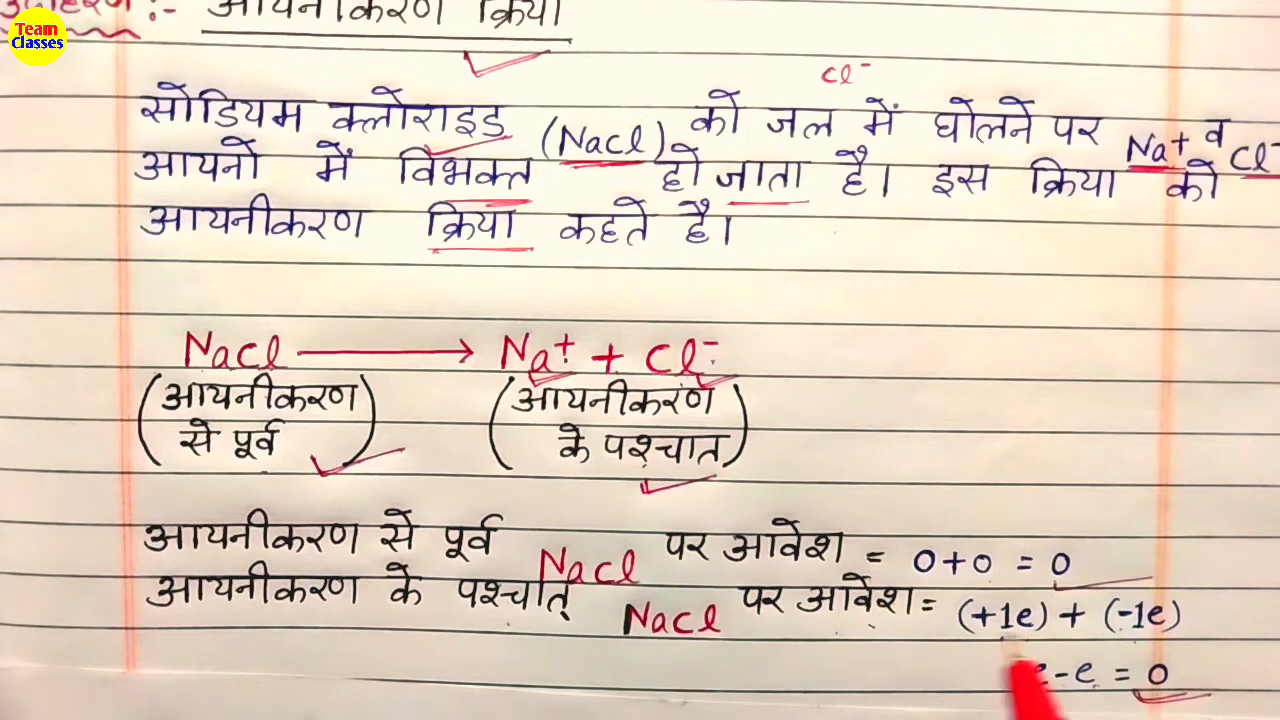 Team
Classes
उदाहरण :- आयनीकरण क्रिया
Cl⁻
सोडियम क्लोराइड (NaCl) को जल में घोलने पर Na⁺ व Cl⁻
आयनो में विभक्त हो जाता है। इस क्रिया को
आयनीकरण क्रिया कहते है।
NaCl ⟶ Na⁺ + Cl⁻
(आयनीकरण से पूर्व) (आयनीकरण के पश्चात)
आयनीकरण से पूर्व NaCl पर आवेश = 0+0 = 0
आयनीकरण के पश्चात् NaCl पर आवेश = (+1e) + (-1e)
e-e = 0